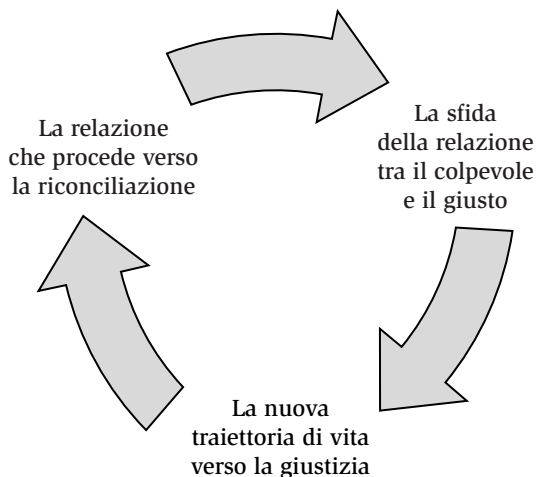 La relazione
che procede verso
la riconciliazione
La sfida
della relazione
tra il colpevole
e il giusto
La nuova
traiettoria di vita
verso la giustizia